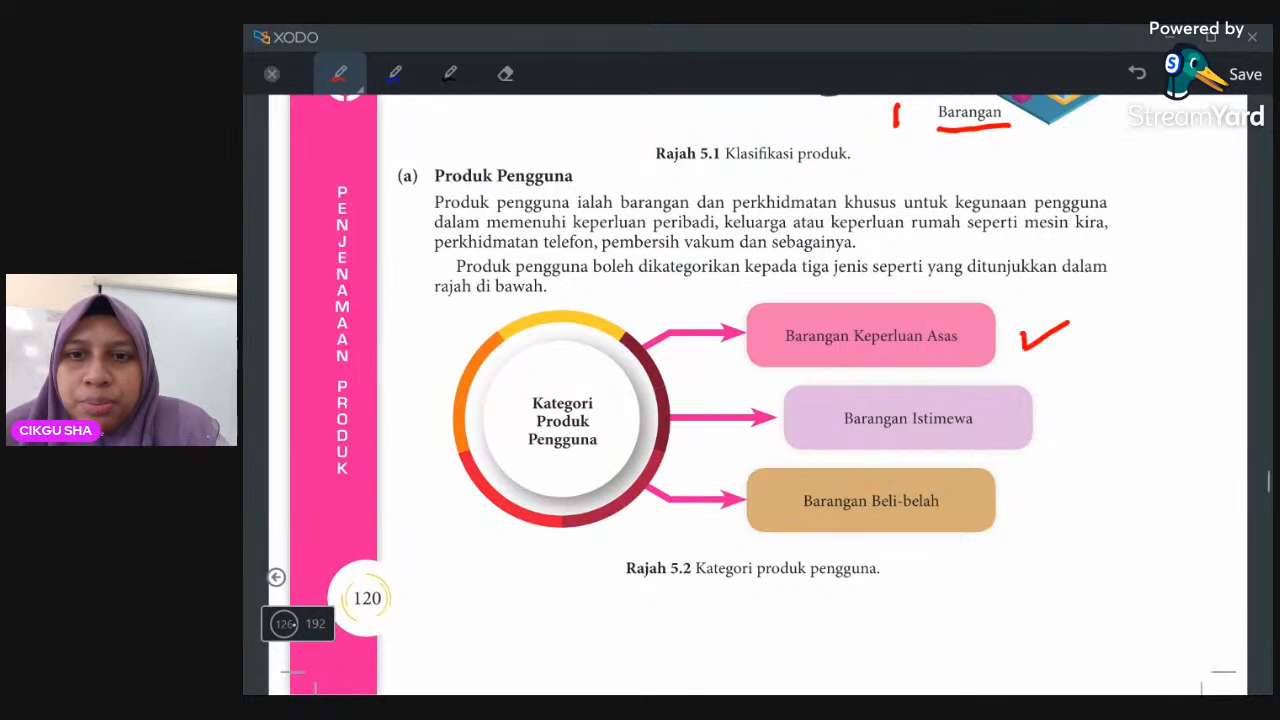 XODO
Powered by
Save
StreamYard
Barangan
Rajah 5.1 Klasifikasi produk.
(a) Produk Pengguna
Produk pengguna ialah barangan dan perkhidmatan khusus untuk kegunaan pengguna
dalam memenuhi keperluan peribadi, keluarga atau keperluan rumah seperti mesin kira,
perkhidmatan telefon, pembersih vakum dan sebagainya.
Produk pengguna boleh dikategorikan kepada tiga jenis seperti yang ditunjukkan dalam
rajah di bawah.
Kategori
Produk
Pengguna
Barangan Keperluan Asas
Barangan Istimewa
Barangan Beli-belah
Rajah 5.2 Kategori produk pengguna.
PENJENAMAAN PRODUK
120
126 192
CIKGU SHA